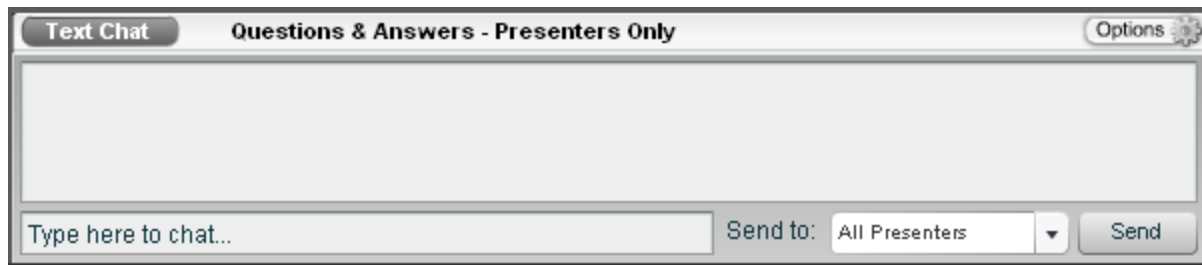 Text Chat Questions & Answers - Presenters Only Options
Type here to chat... Send to: All Presenters Send